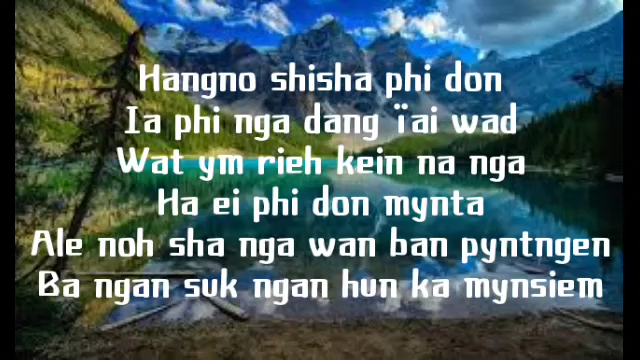 Hangno shisha phi don
Ia phi nga dang ïai wad
Wat ym rieh kein na nga
Ha ei phi don mynta
Ale noh sha nga wan ban pyntngen
Ba ngan suk ngan hun ka mynsiem